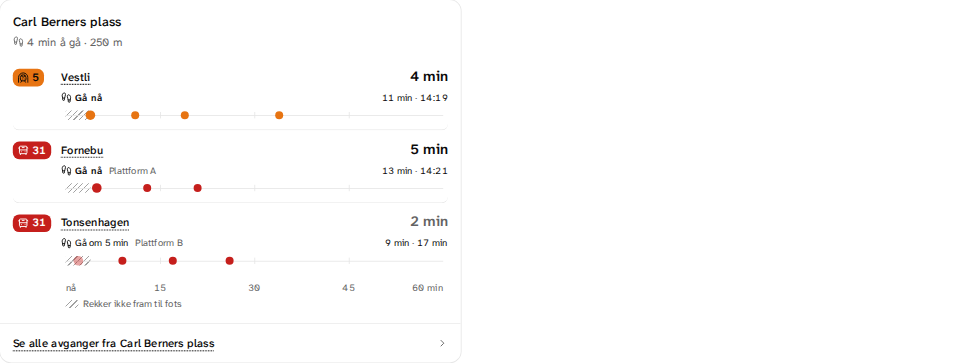 Carl Berners plass
4 min å gå · 250 m
5 Vestli 4 min
Gå nå 11 min · 14:19
31 Fornebu 5 min
Gå nå Plattform A 13 min · 14:21
31 Tonsenhagen 2 min
Gå om 5 min Plattform B 9 min · 17 min
nå 15 30 45 60 min
Rekker ikke fram til fots
Se alle avganger fra Carl Berners plass